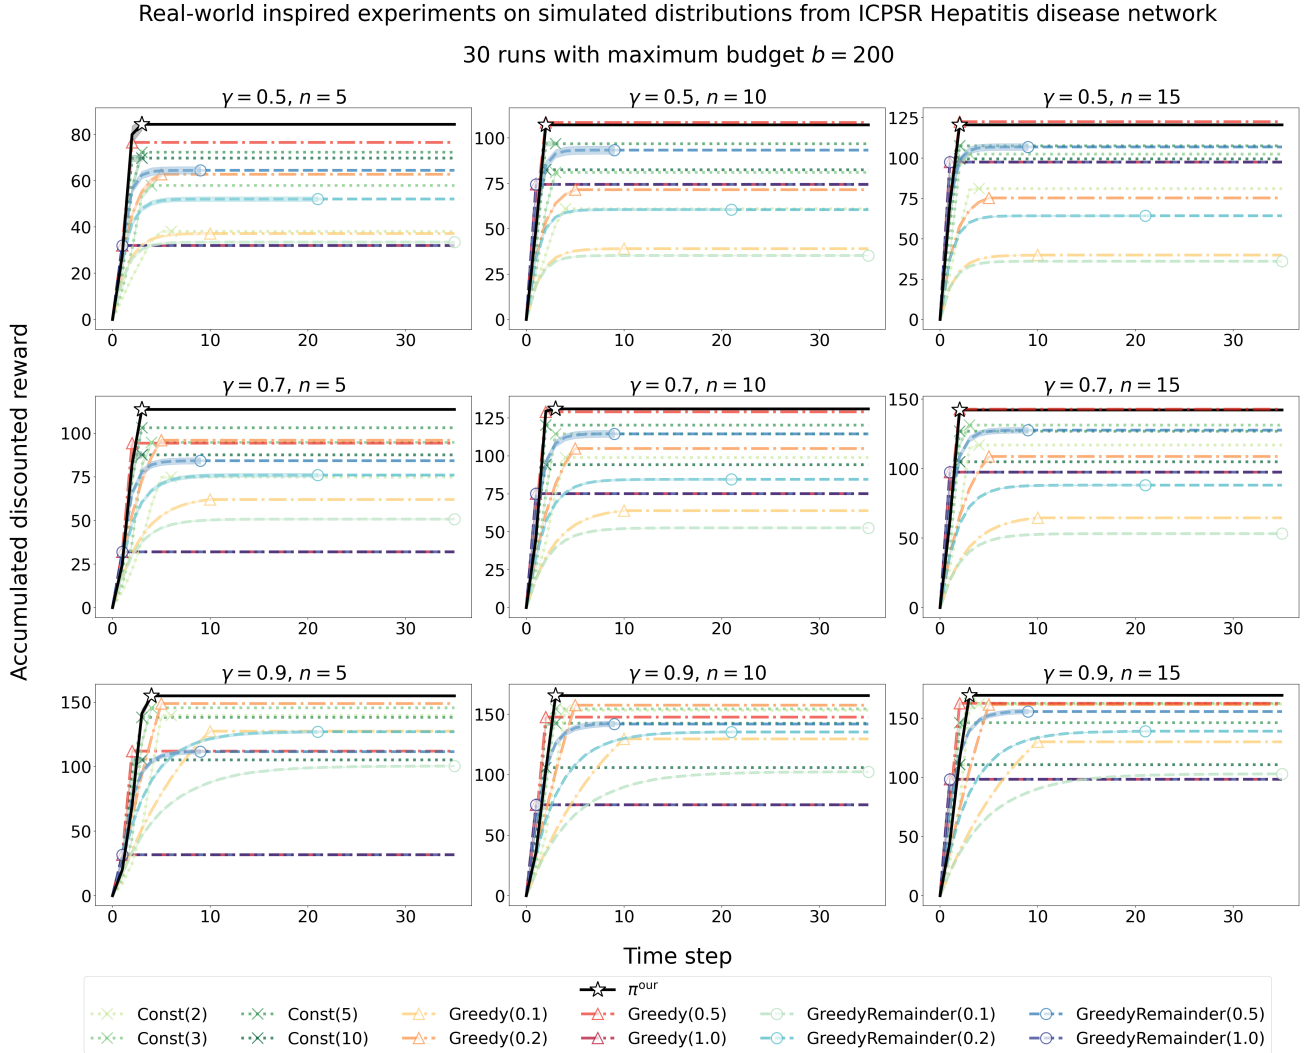 Real-world inspired experiments on simulated distributions from ICPSR Hepatitis disease network
30 runs with maximum budget b = 200
γ = 0.5, n = 5
80
60
40
20
0
0 10 20 30
γ = 0.5, n = 10
100
75
50
25
0
0 10 20 30
γ = 0.5, n = 15
125
100
75
50
25
0
0 10 20 30
γ = 0.7, n = 5
100
75
50
25
0
0 10 20 30
γ = 0.7, n = 10
125
100
75
50
25
0
0 10 20 30
γ = 0.7, n = 15
150
100
50
0
0 10 20 30
γ = 0.9, n = 5
150
100
50
0
0 10 20 30
γ = 0.9, n = 10
150
100
50
0
0 10 20 30
γ = 0.9, n = 15
150
100
50
0
0 10 20 30
Accumulated discounted reward
Time step
π^our
Const(2) Const(5) Greedy(0.1) Greedy(0.5) GreedyRemainder(0.1) GreedyRemainder(0.5)
Const(3) Const(10) Greedy(0.2) Greedy(1.0) GreedyRemainder(0.2) GreedyRemainder(1.0)